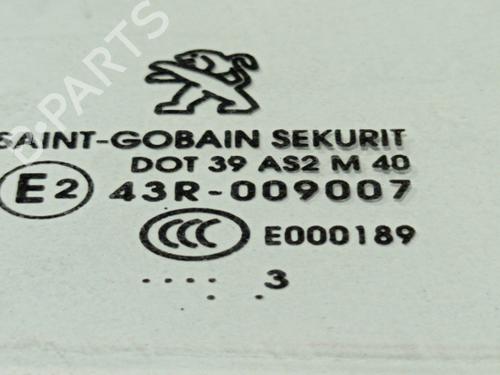 SAINT-GOBAIN SEKURIT
DOT 39 AS2 M 40
E2 43R-009007
CCC E000189
.... 3
. .
B-PARTS